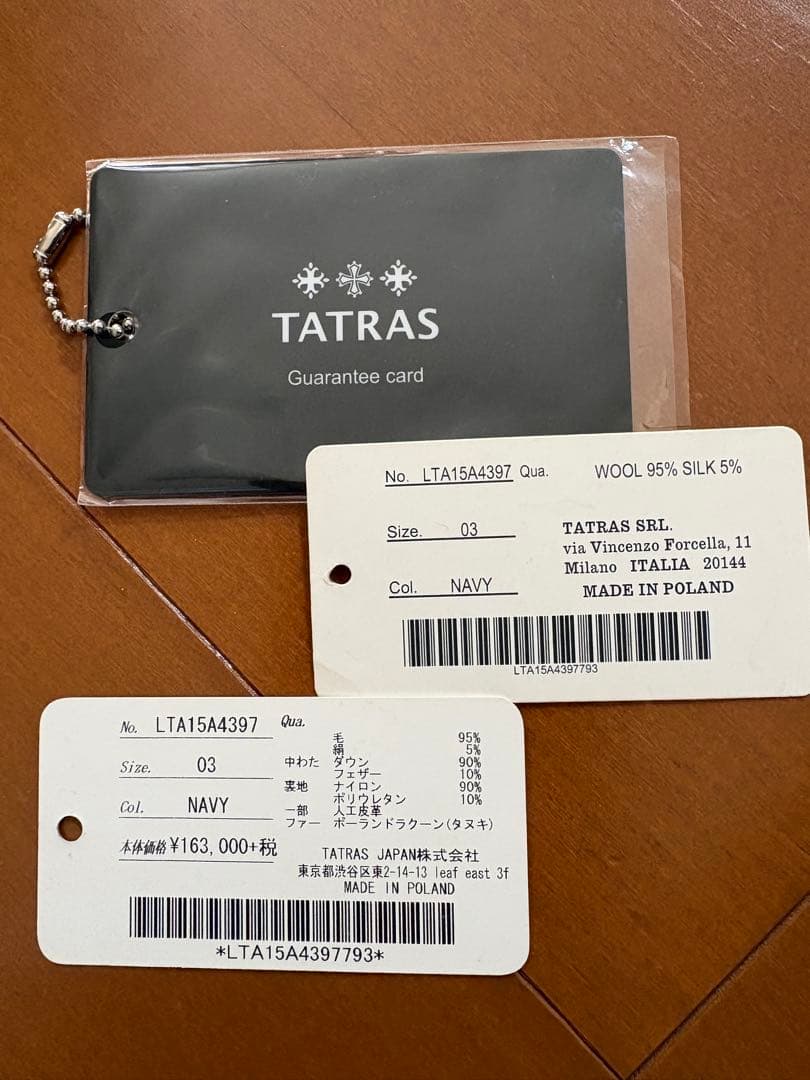 TATRAS
Guarantee card
No. LTA15A4397 Qua. WOOL 95% SILK 5%
Size. 03
TATRAS SRL.
via Vincenzo Forcella, 11
Milano ITALIA 20144
Col. NAVY
MADE IN POLAND
LTA15A4397793
No. LTA15A4397 Qua.
毛 95%
絹 5%
Size. 03
中わた ダウン 90%
フェザー 10%
裏地 ナイロン 90%
ポリウレタン 10%
Col. NAVY
一部 人工皮革
ファー ポーランドラクーン(タヌキ)
本体価格 ¥163,000+税
TATRAS JAPAN株式会社
東京都渋谷区東2-14-13 leaf east 3f
MADE IN POLAND
*LTA15A4397793*